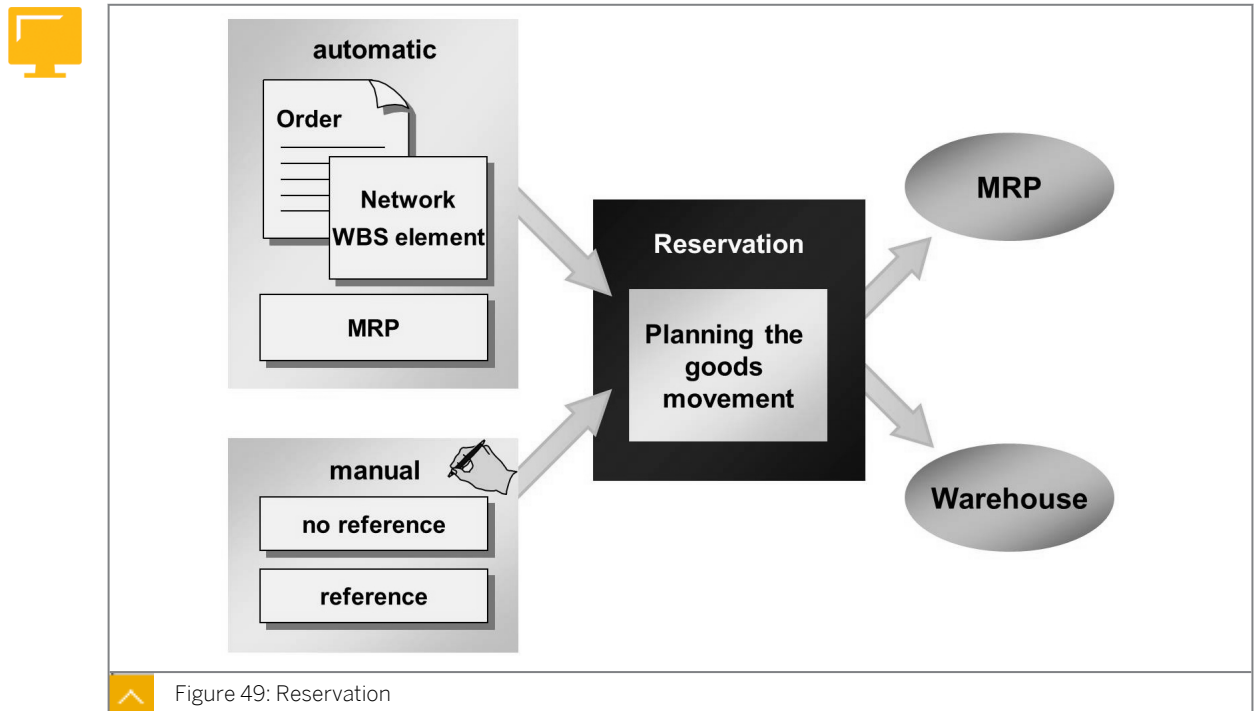 automatic
Order
Network
WBS element
MRP
manual
no reference
reference
Reservation
Planning the
goods
movement
MRP
Warehouse
Figure 49: Reservation